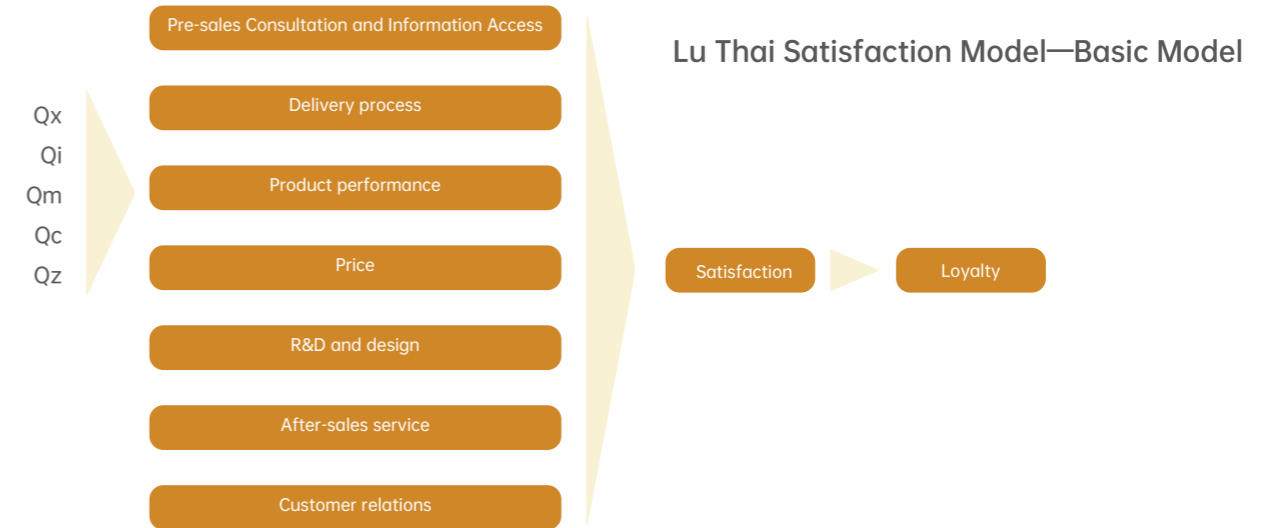 Pre-sales Consultation and Information Access
Lu Thai Satisfaction Model—Basic Model
Delivery process
Qx
Qi
Product performance
Qm
Qc
Price
Qz
Satisfaction
Loyalty
R&D and design
After-sales service
Customer relations